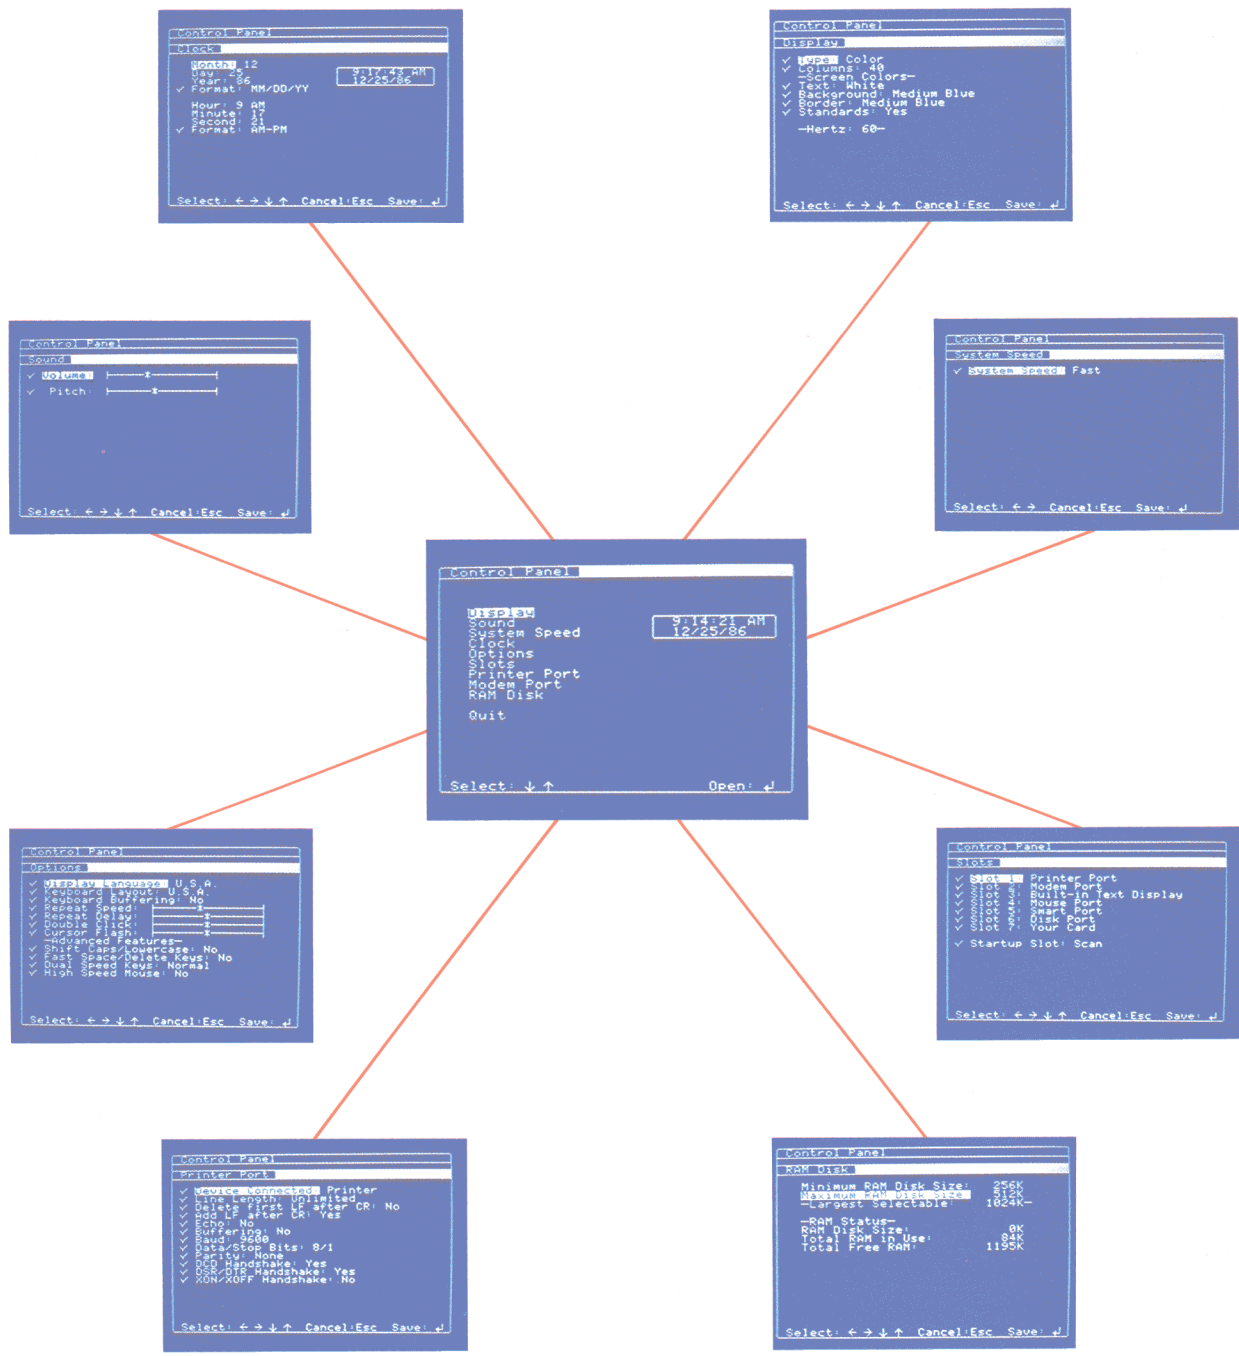 Control Panel
Clock
Month: 12
Day: 25
Year: 86
✓ Format: MM/DD/YY
9:17:43 AM
12/25/86
Hour: 9 AM
Minute: 17
Second: 21
✓ Format: AM-PM
Select: ← → ↓ ↑ Cancel:Esc Save: ↵
Control Panel
Display
✓ Type: Color
✓ Columns: 40
—Screen Colors—
✓ Text: White
✓ Background: Medium Blue
✓ Border: Medium Blue
✓ Standards: Yes
—Hertz: 60—
Select: ← → ↓ ↑ Cancel:Esc Save: ↵
Control Panel
Sound
✓ Volume:
✓ Pitch:
Select: ← → ↓ ↑ Cancel:Esc Save: ↵
Control Panel
System Speed
✓ System Speed: Fast
Select: ← → Cancel:Esc Save: ↵
Control Panel
Display
Sound
System Speed
Clock
Options
Slots
Printer Port
Modem Port
RAM Disk
Quit
9:14:21 AM
12/25/86
Select: ↓ ↑ Open: ↵
Control Panel
Options
✓ Display Language: U.S.A.
✓ Keyboard Layout: U.S.A.
✓ Keyboard Buffering: No
✓ Repeat Speed:
✓ Repeat Delay:
✓ Double Click:
✓ Cursor Flash:
—Advanced Features—
✓ Shift Caps/Lowercase: No
✓ Fast Space/Delete Keys: No
✓ Dual Speed Keys: Normal
✓ High Speed Mouse: No
Select: ← → ↓ ↑ Cancel:Esc Save: ↵
Control Panel
Slots
✓ Slot 1: Printer Port
✓ Slot 2: Modem Port
✓ Slot 3: Built-in Text Display
✓ Slot 4: Mouse Port
✓ Slot 5: Smart Port
✓ Slot 6: Disk Port
✓ Slot 7: Your Card
✓ Startup Slot: Scan
Select: ← → ↓ ↑ Cancel:Esc Save: ↵
Control Panel
Printer Port
✓ Device Connected: Printer
✓ Line Length: Unlimited
✓ Delete first LF after CR: No
✓ Add LF after CR: Yes
✓ Echo: No
✓ Buffering: No
✓ Baud: 9600
✓ Data/Stop Bits: 8/1
✓ Parity: None
✓ DCD Handshake: Yes
✓ DSR/DTR Handshake: Yes
✓ XON/XOFF Handshake: No
Select: ← → ↓ ↑ Cancel:Esc Save: ↵
Control Panel
RAM Disk
Minimum RAM Disk Size: 256K
Maximum RAM Disk Size: 512K
—Largest Selectable: 1024K—
—RAM Status—
RAM Disk Size: 0K
Total RAM in Use: 84K
Total Free RAM: 1195K
Select: ← → ↓ ↑ Cancel:Esc Save: ↵